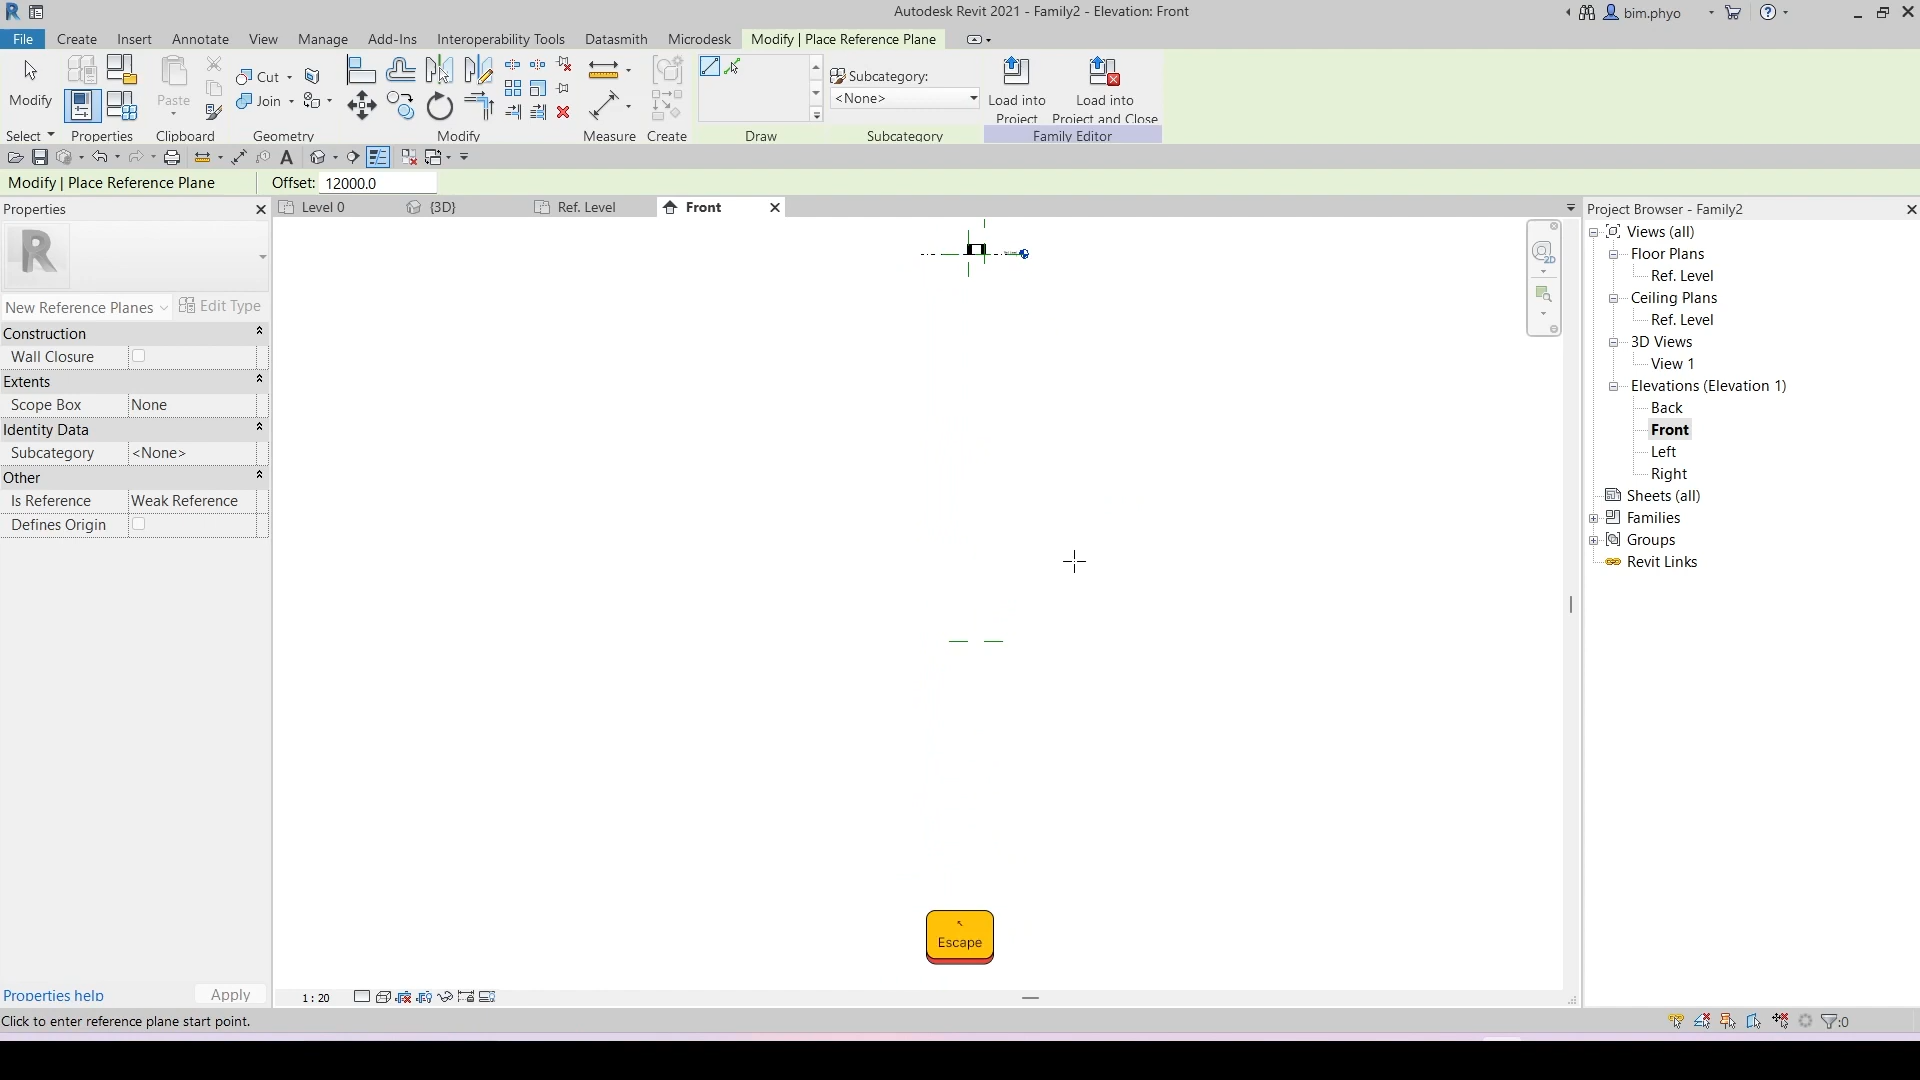 Autodesk Revit 2021 - Family2 - Elevation: Front
bim.phyo
File Create Insert Annotate View Manage Add-Ins Interoperability Tools Datasmith Microdesk Modify | Place Reference Plane
Modify
Paste
Cut
Join
Subcategory:
<None>
Load into
Project
Load into
Project and Close
Select Properties Clipboard Geometry Modify Measure Create Draw Subcategory Family Editor
Modify | Place Reference Plane Offset: 12000.0
Properties
Level 0 {3D} Ref. Level Front
R
New Reference Planes Edit Type
Construction
Wall Closure
Extents
Scope Box None
Identity Data
Subcategory <None>
Other
Is Reference Weak Reference
Defines Origin
2D
Project Browser - Family2
Views (all)
Floor Plans
Ref. Level
Ceiling Plans
Ref. Level
3D Views
View 1
Elevations (Elevation 1)
Back
Front
Left
Right
Sheets (all)
Families
Groups
Revit Links
Escape
Properties help Apply
1 : 20
Click to enter reference plane start point.
:0